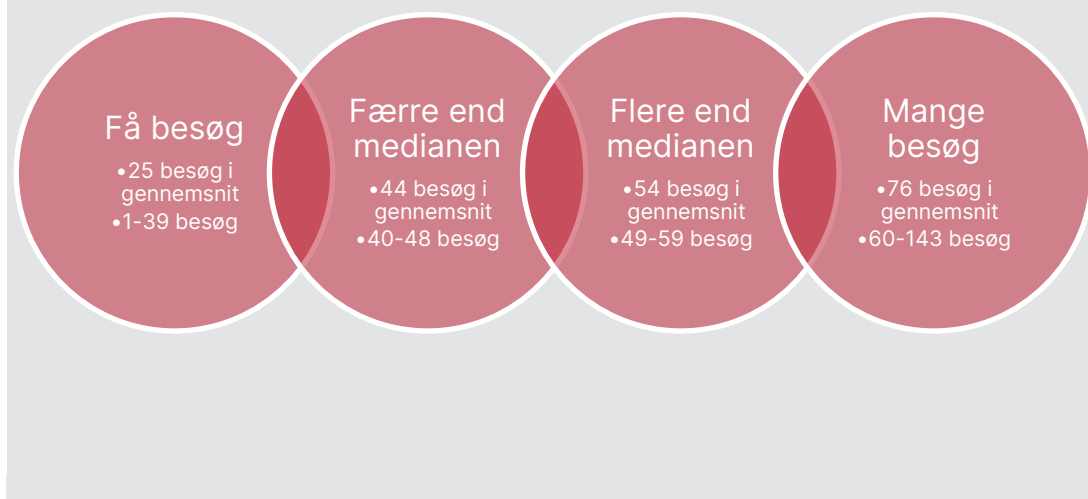 Få besøg
•25 besøg i
gennemsnit
•1-39 besøg
Færre end
medianen
•44 besøg i
gennemsnit
•40-48 besøg
Flere end
medianen
•54 besøg i
gennemsnit
•49-59 besøg
Mange
besøg
•76 besøg i
gennemsnit
•60-143 besøg